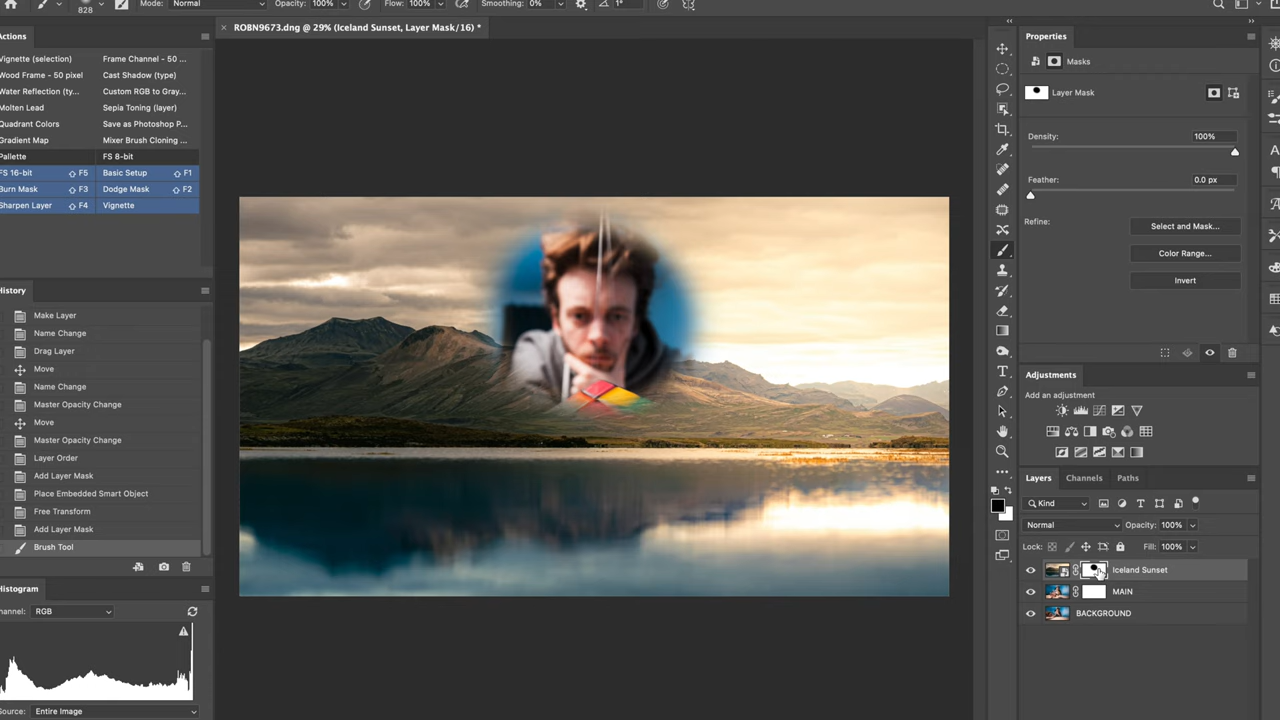 828 Mode: Normal Opacity: 100% Flow: 100% Smoothing: 0% 1°
Actions
ROBN9673.dng @ 29% (Iceland Sunset, Layer Mask/16) *
Vignette (selection) Frame Channel - 50 ...
Wood Frame - 50 pixel Cast Shadow (type)
Water Reflection (ty... Custom RGB to Gray...
Molten Lead Sepia Toning (layer)
Quadrant Colors Save as Photoshop P...
Gradient Map Mixer Brush Cloning ...
Pallette FS 8-bit
FS 16-bit F5 Basic Setup F1
Burn Mask F3 Dodge Mask F2
Sharpen Layer F4 Vignette
History
Make Layer
Name Change
Drag Layer
Move
Name Change
Master Opacity Change
Move
Master Opacity Change
Layer Order
Add Layer Mask
Place Embedded Smart Object
Free Transform
Add Layer Mask
Brush Tool
Histogram
Channel: RGB
Source: Entire Image
Properties
Masks
Layer Mask
Density: 100%
Feather: 0.0 px
Refine: Select and Mask...
Color Range...
Invert
Adjustments
Add an adjustment
Layers Channels Paths
Kind
Normal Opacity: 100%
Lock: Fill: 100%
Iceland Sunset
MAIN
BACKGROUND